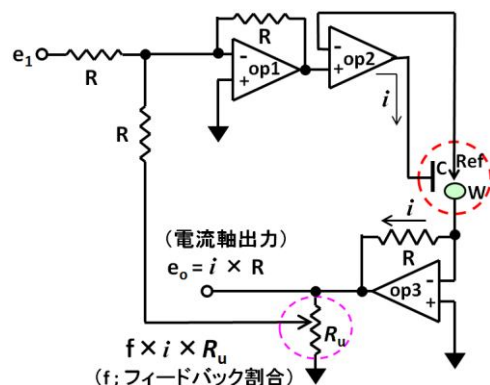 e₁
R
R
R
-
+
op1
-
+
op2
i
C
Ref
W
i
R
-
+
op3
(電流軸出力)
eₒ = i × R
Rᵤ
f × i × Rᵤ
(f ; フィードバック割合)